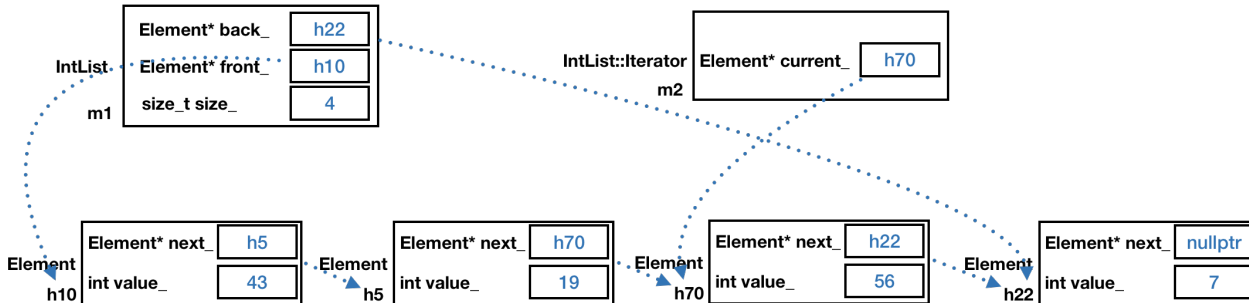 Element* back_ h22
IntList Element* front_ h10
m1 size_t size_ 4
IntList::Iterator Element* current_ h70
m2
Element* next_ h5
Element
int value_ 43
h10
Element* next_ h70
Element
int value_ 19
h5
Element* next_ h22
Element
int value_ 56
h70
Element* next_ nullptr
Element
int value_ 7
h22